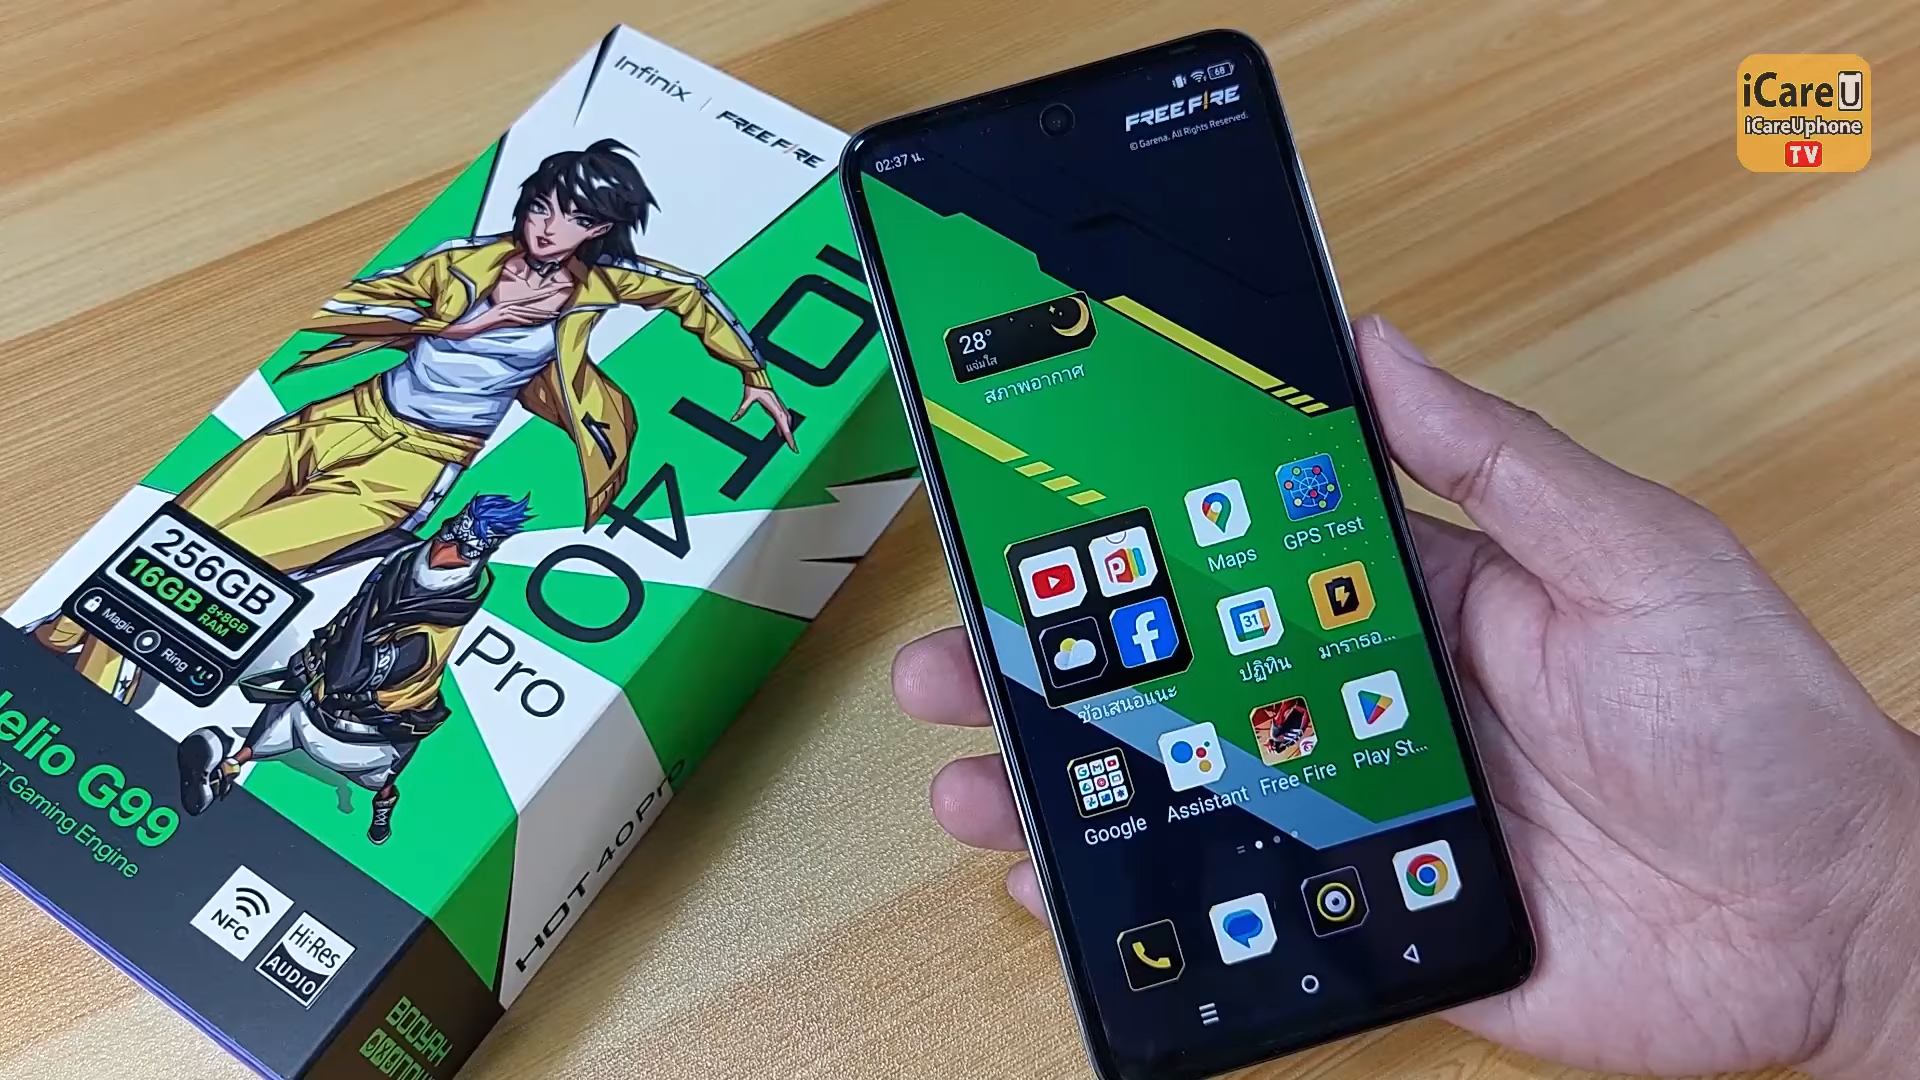 Infinix | FREE FIRE
HOT 40
Pro
256GB
16GB 8+8GB RAM
Magic Ring
Helio G99
Gaming Engine
NFC
Hi-Res
AUDIO
HOT 40 Pro
BOOYAH
02:37 น.
68
FREE FIRE
© Garena. All Rights Reserved.
28°
แจ่มใส
สภาพอากาศ
Maps
GPS Test
31
ปฏิทิน
มาราธอ...
ข้อเสนอแนะ
Google
Assistant
Free Fire
Play St...
iCareU
iCareUphone
TV